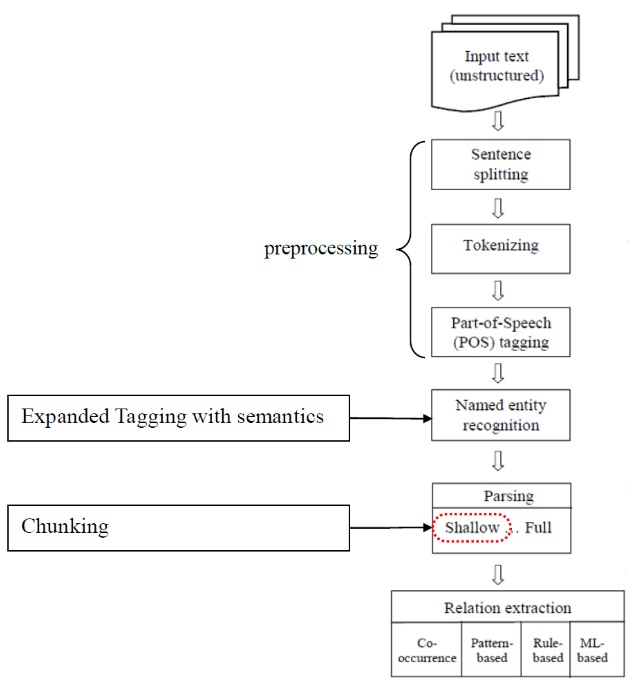 Input text
(unstructured)
Sentence
splitting
preprocessing
Tokenizing
Part-of-Speech
(POS) tagging
Expanded Tagging with semantics
Named entity
recognition
Parsing
Chunking
Shallow . . Full
Relation extraction
Co-
occurrence
Pattern-
based
Rule-
based
ML-
based